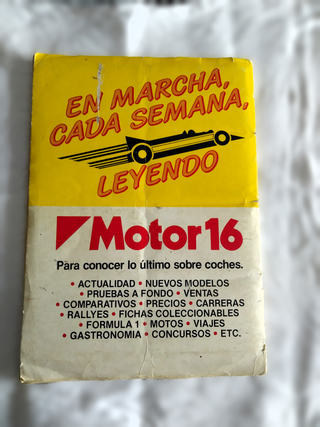 EN MARCHA,
CADA SEMANA,
LEYENDO
Motor16
Para conocer lo último sobre coches.
• ACTUALIDAD • NUEVOS MODELOS
• PRUEBAS A FONDO • VENTAS
• COMPARATIVOS • PRECIOS • CARRERAS
• RALLYES • FICHAS COLECCIONABLES
• FORMULA 1 • MOTOS • VIAJES
• GASTRONOMIA • CONCURSOS • ETC.